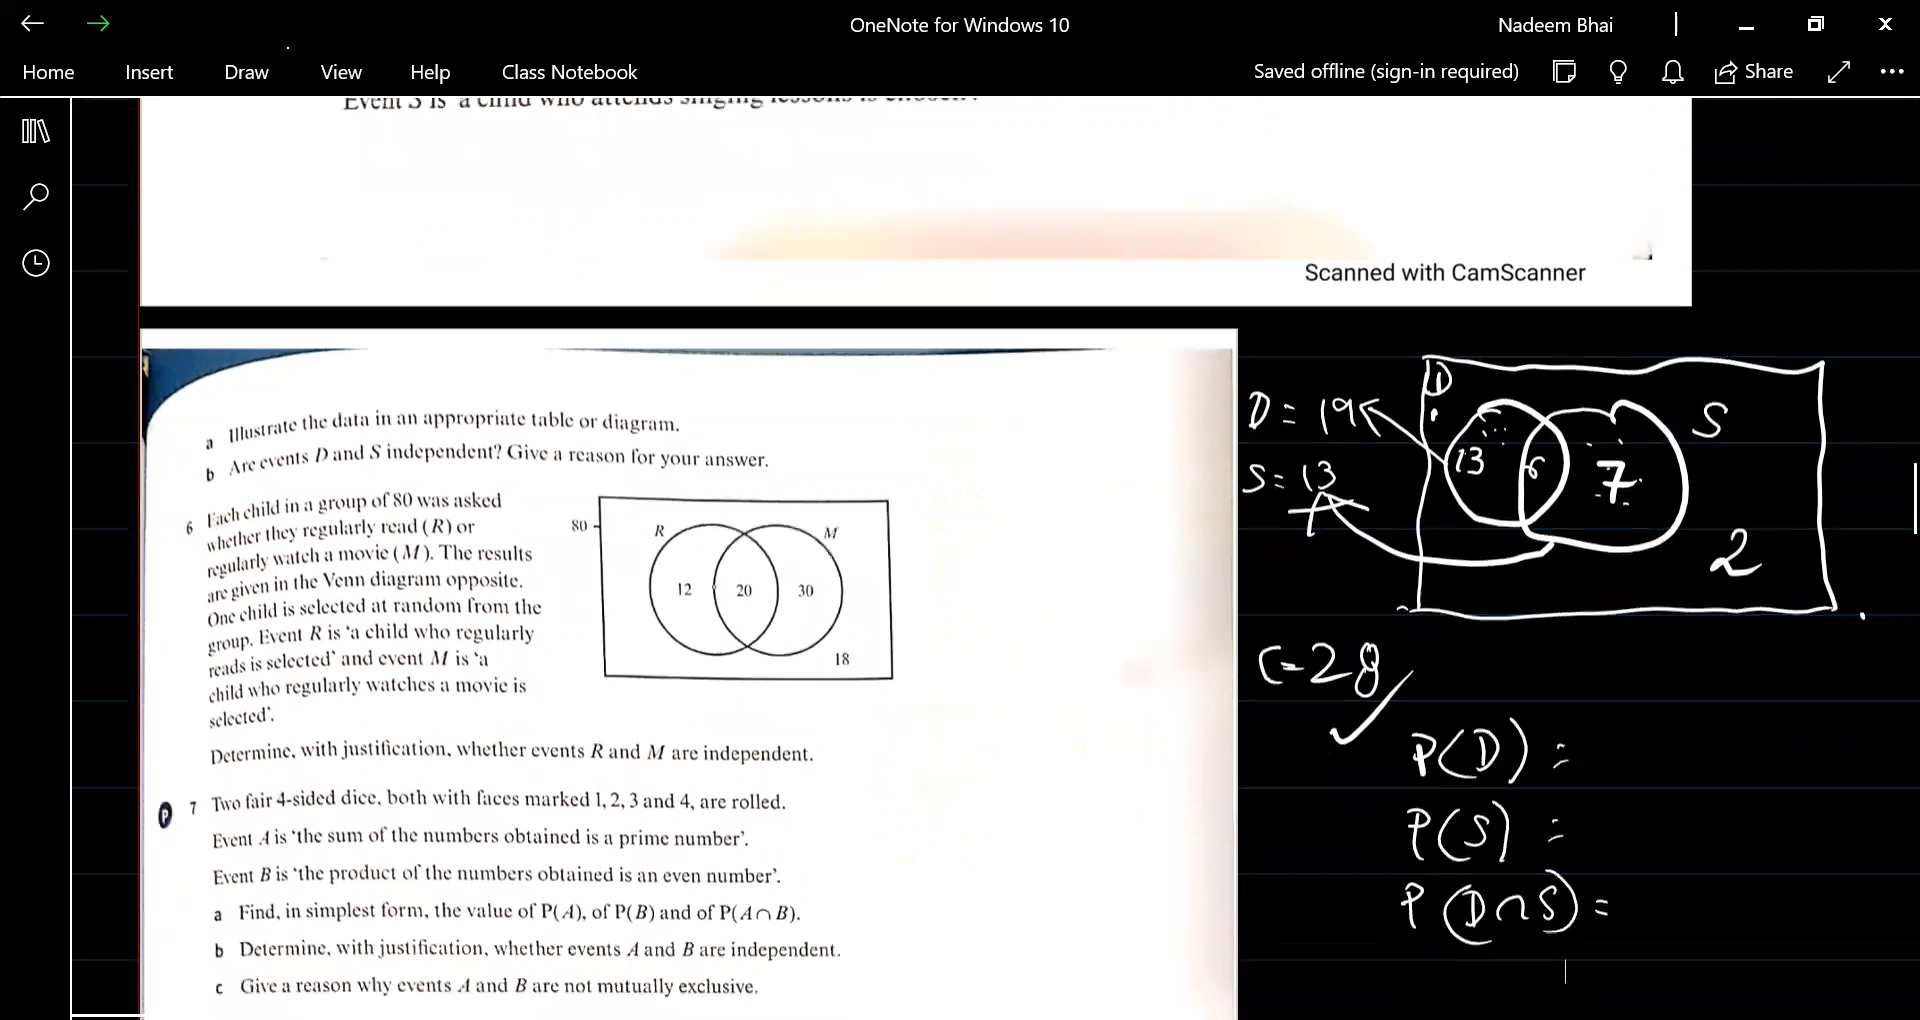 OneNote for Windows 10
Nadeem Bhai
Home Insert Draw View Help Class Notebook
Saved offline (sign-in required)
Share
Event S is 'a child who attends singing lessons is chosen'.
Scanned with CamScanner
a Illustrate the data in an appropriate table or diagram.
b Are events D and S independent? Give a reason for your answer.
6 Each child in a group of 80 was asked
whether they regularly read (R) or
regularly watch a movie (M). The results
are given in the Venn diagram opposite.
One child is selected at random from the
group. Event R is 'a child who regularly
reads is selected' and event M is 'a
child who regularly watches a movie is
selected'.
80
R
M
12 20 30
18
Determine, with justification, whether events R and M are independent.
P 7 Two fair 4-sided dice, both with faces marked 1, 2, 3 and 4, are rolled.
Event A is 'the sum of the numbers obtained is a prime number'.
Event B is 'the product of the numbers obtained is an even number'.
a Find, in simplest form, the value of P(A), of P(B) and of P(A∩B).
b Determine, with justification, whether events A and B are independent.
c Give a reason why events A and B are not mutually exclusive.
D = 19
S = 13
D
S
13 6 7
2
28
P(D) =
P(S) =
P(D∩S) =